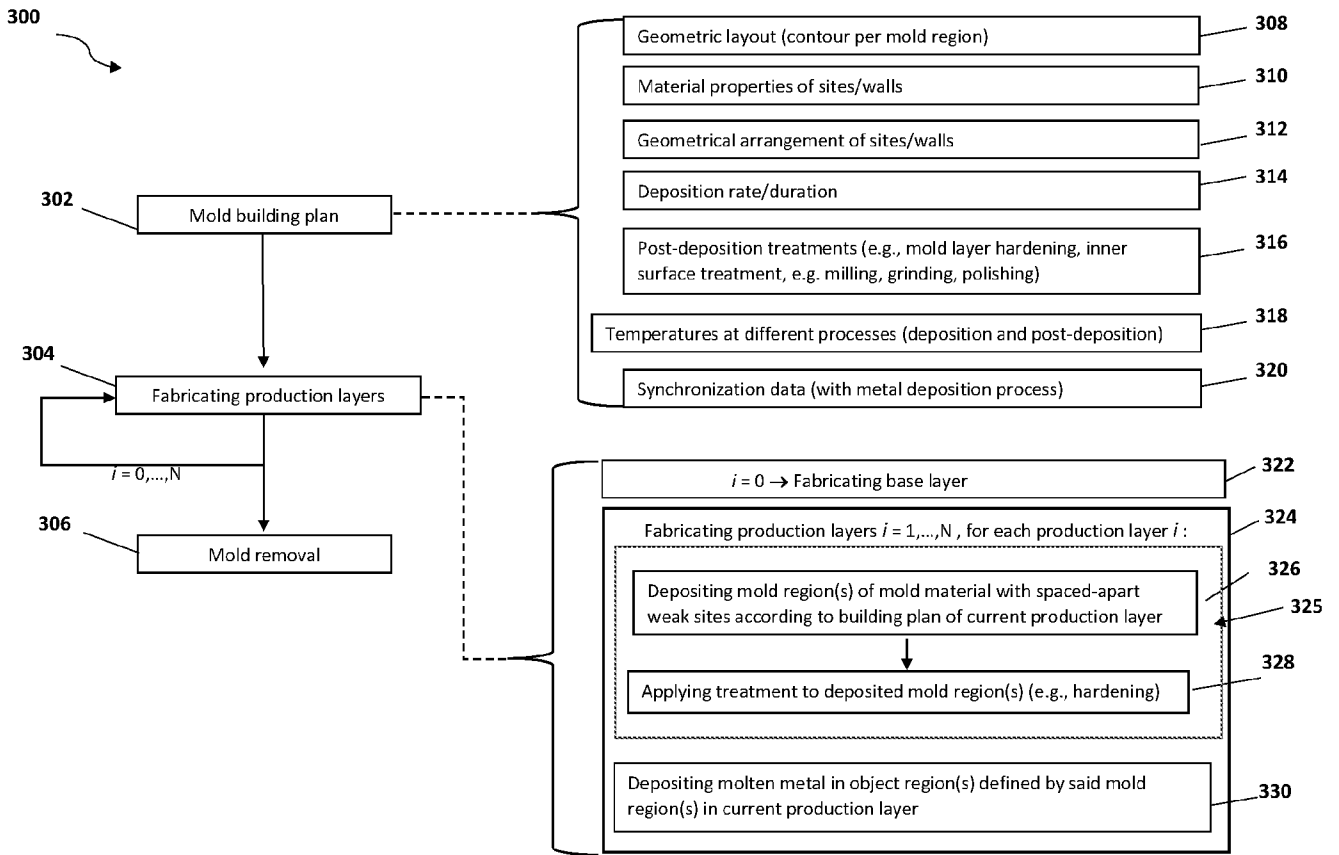 300
302
Mold building plan
304
Fabricating production layers
i = 0,...,N
306
Mold removal
Geometric layout (contour per mold region)
308
Material properties of sites/walls
310
Geometrical arrangement of sites/walls
312
Deposition rate/duration
314
Post-deposition treatments (e.g., mold layer hardening, inner
surface treatment, e.g. milling, grinding, polishing)
316
Temperatures at different processes (deposition and post-deposition)
318
Synchronization data (with metal deposition process)
320
i = 0 → Fabricating base layer
322
Fabricating production layers i = 1,...,N , for each production layer i :
324
Depositing mold region(s) of mold material with spaced-apart
weak sites according to building plan of current production layer
326
325
Applying treatment to deposited mold region(s) (e.g., hardening)
328
Depositing molten metal in object region(s) defined by said mold
region(s) in current production layer
330